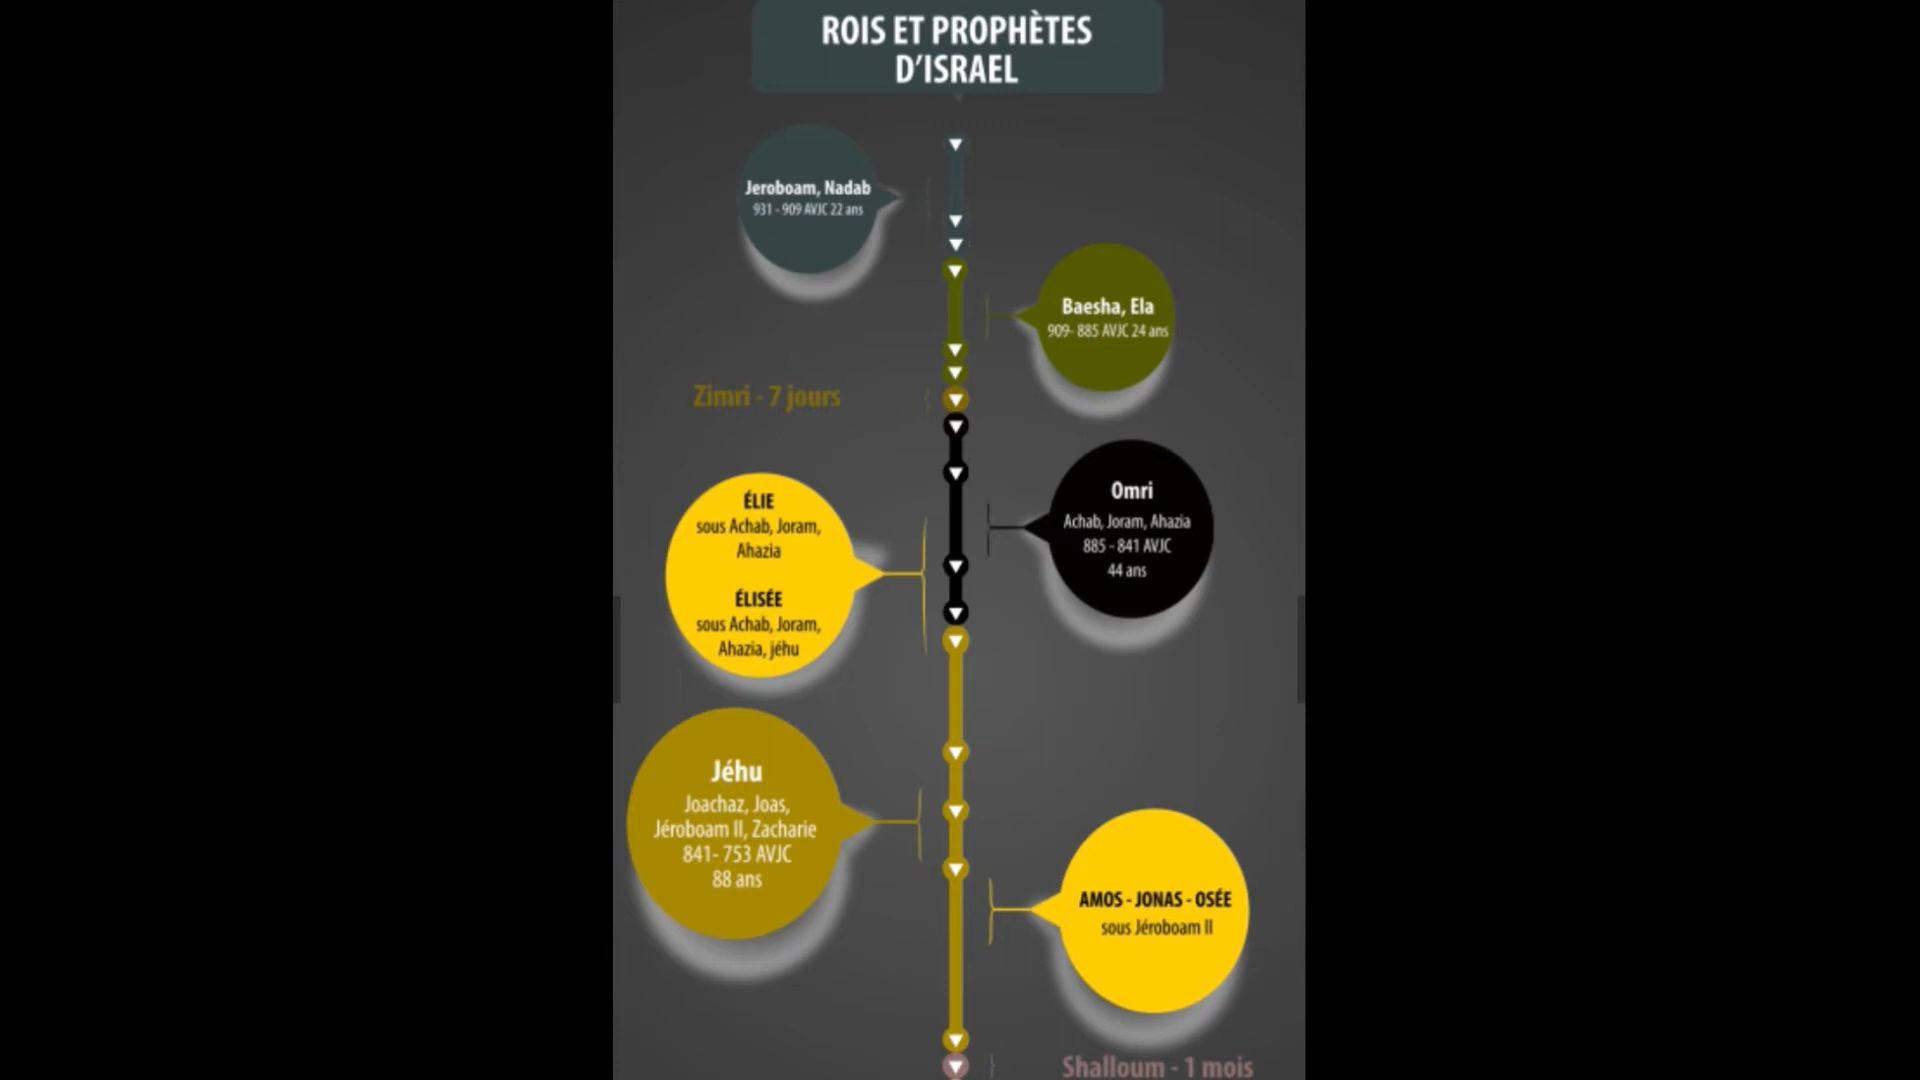 ROIS ET PROPHÈTES
D'ISRAEL
Jeroboam, Nadab
931 - 909 AVJC 22 ans
Baesha, Ela
909- 885 AVJC 24 ans
Zimri - 7 jours
Omri
Achab, Joram, Ahazia
885 - 841 AVJC
44 ans
ÉLIE
sous Achab, Joram,
Ahazia
ÉLISÉE
sous Achab, Joram,
Ahazia, jéhu
Jéhu
Joachaz, Joas,
Jéroboam II, Zacharie
841- 753 AVJC
88 ans
AMOS - JONAS - OSÉE
sous Jéroboam II
Shalloum - 1 mois